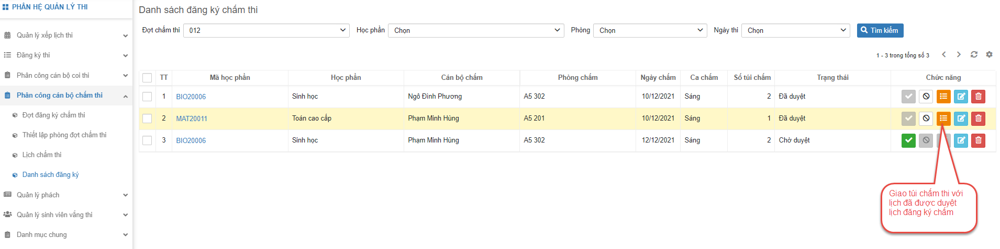 PHÂN HỆ QUẢN LÝ THI
Quản lý xếp lịch thi
Đăng ký thi
Phân công cán bộ coi thi
Phân công cán bộ chấm thi
Đợt đăng ký chấm thi
Thiết lập phòng đợt chấm thi
Lịch chấm thi
Danh sách đăng ký
Quản lý phách
Quản lý sinh viên vắng thi
Danh mục chung
Danh sách đăng ký chấm thi
Đợt chấm thi 012 Học phần Chọn Phòng Chọn Ngày thi Chọn Tìm kiếm
1 - 3 trong tổng số 3
TT Mã học phần Học phần Cán bộ chấm Phòng chấm Ngày chấm Ca chấm Số túi chấm Trạng thái Chức năng
1 BIO20006 Sinh học Ngô Đình Phương A5 302 10/12/2021 Sáng 2 Đã duyệt
2 MAT20011 Toán cao cấp Phạm Minh Hùng A5 201 10/12/2021 Sáng 1 Đã duyệt
3 BIO20006 Sinh học Phạm Minh Hùng A5 302 12/12/2021 Sáng 2 Chờ duyệt
Giao túi chấm thi với
lịch đã được duyệt
lịch đăng ký chấm